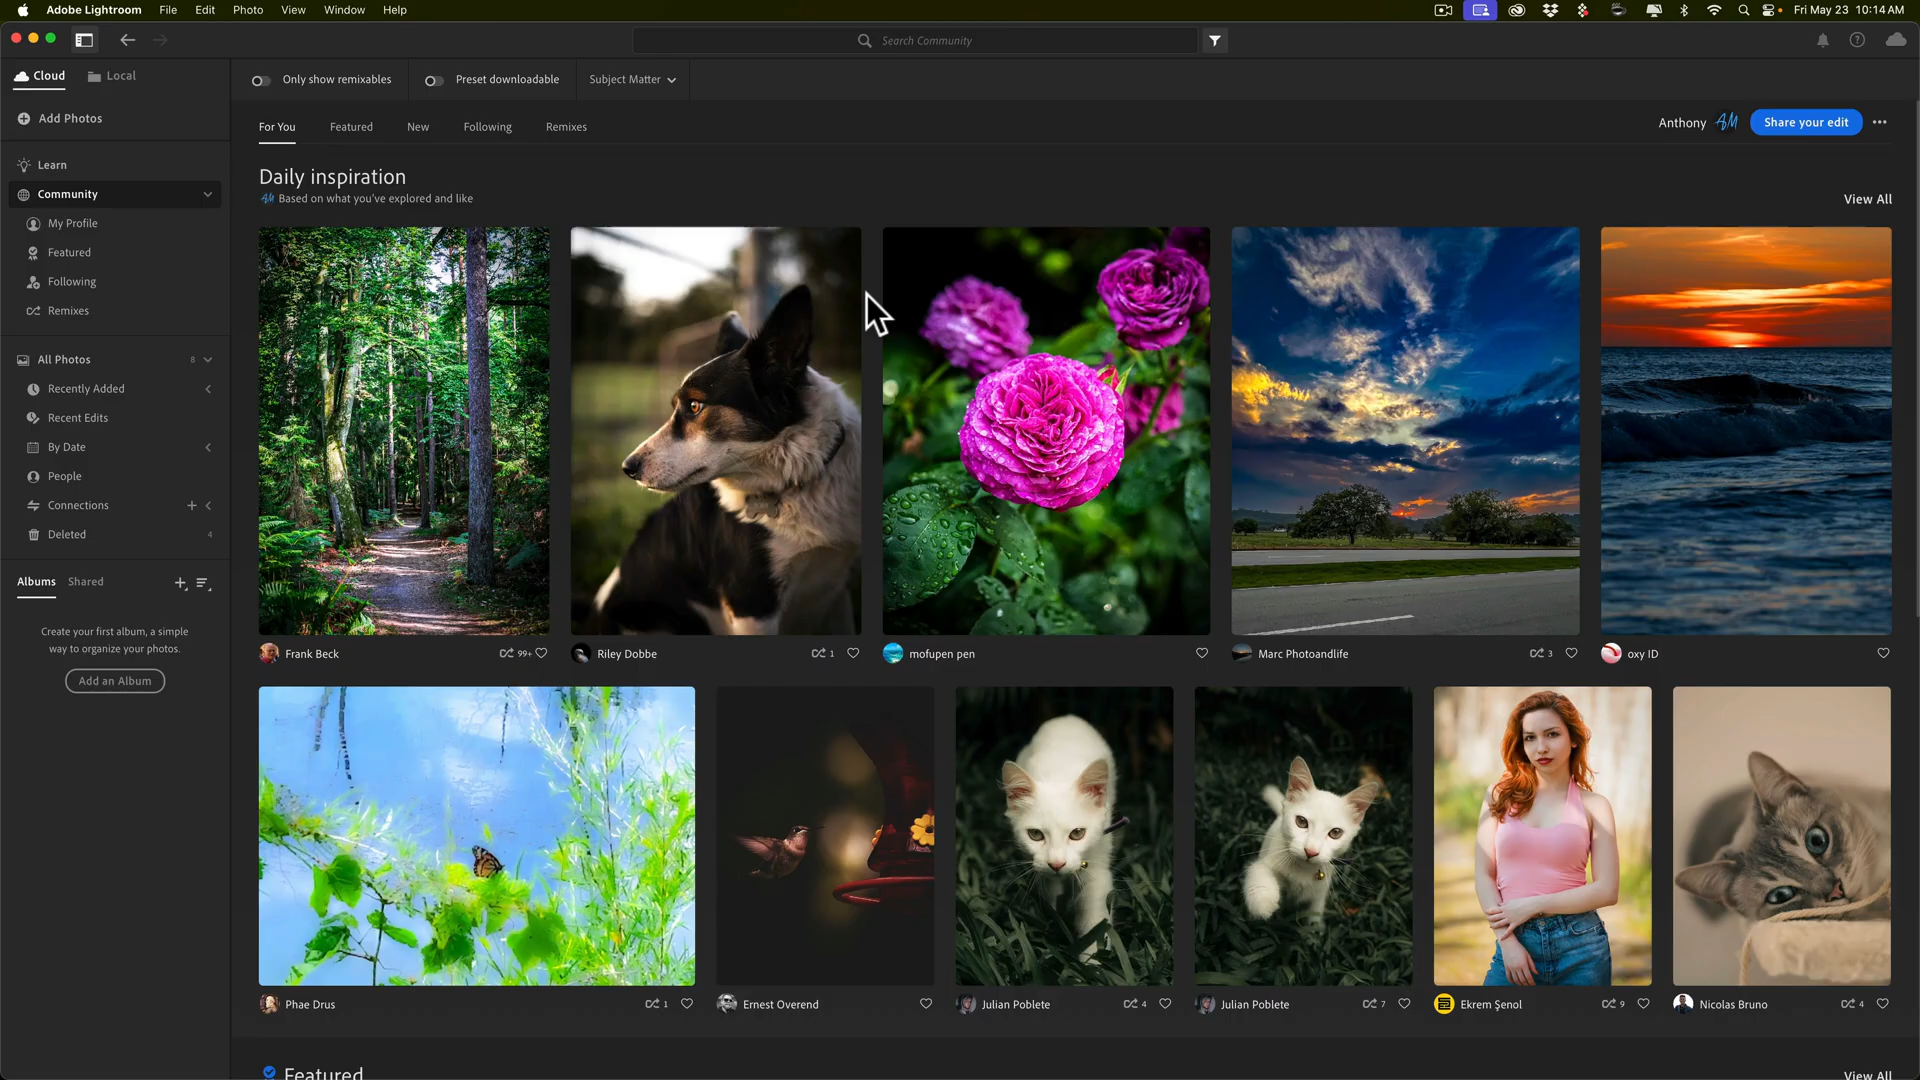 Adobe Lightroom File Edit Photo View Window Help
Fri May 23 10:14 AM
Search Community
Cloud Local
Only show remixables Preset downloadable Subject Matter
Add Photos
For You Featured New Following Remixes
Anthony AM Share your edit
Learn
Community
My Profile
Featured
Following
Remixes
All Photos 8
Recently Added
Recent Edits
By Date
People
Connections
Deleted 4
Albums Shared
Create your first album, a simple
way to organize your photos.
Add an Album
Daily inspiration
AM Based on what you've explored and like
View All
Frank Beck 99+
Riley Dobbe 1
mofupen pen
Marc Photoandlife 3
oxy ID
Phae Drus 1
Ernest Overend
Julian Poblete 4
Julian Poblete 7
Ekrem Şenol 9
Nicolas Bruno 4
Featured
View All